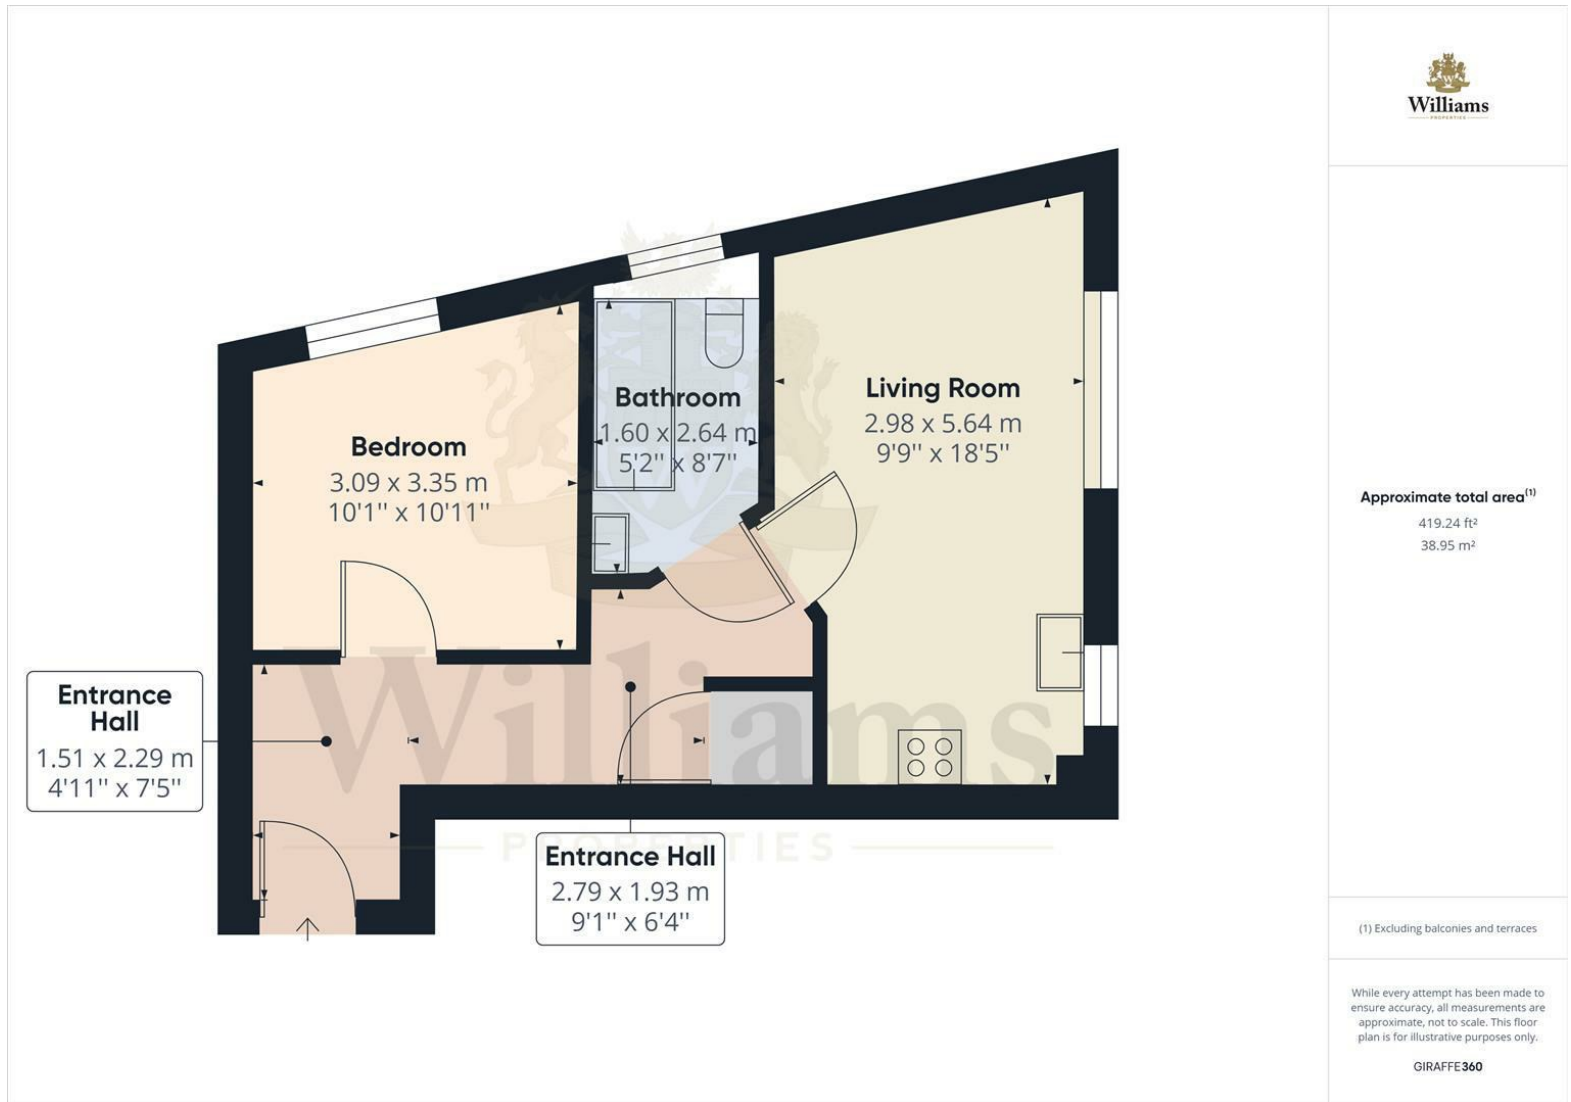 Williams
PROPERTIES
Bedroom
3.09 x 3.35 m
10'1'' x 10'11''
Bathroom
1.60 x 2.64 m
5'2'' x 8'7''
Living Room
2.98 x 5.64 m
9'9'' x 18'5''
Entrance
Hall
1.51 x 2.29 m
4'11'' x 7'5''
Entrance Hall
2.79 x 1.93 m
9'1'' x 6'4''
Williams
PROPERTIES
Approximate total area(1)
419.24 ft²
38.95 m²
(1) Excluding balconies and terraces
While every attempt has been made to
ensure accuracy, all measurements are
approximate, not to scale. This floor
plan is for illustrative purposes only.
GIRAFFE360